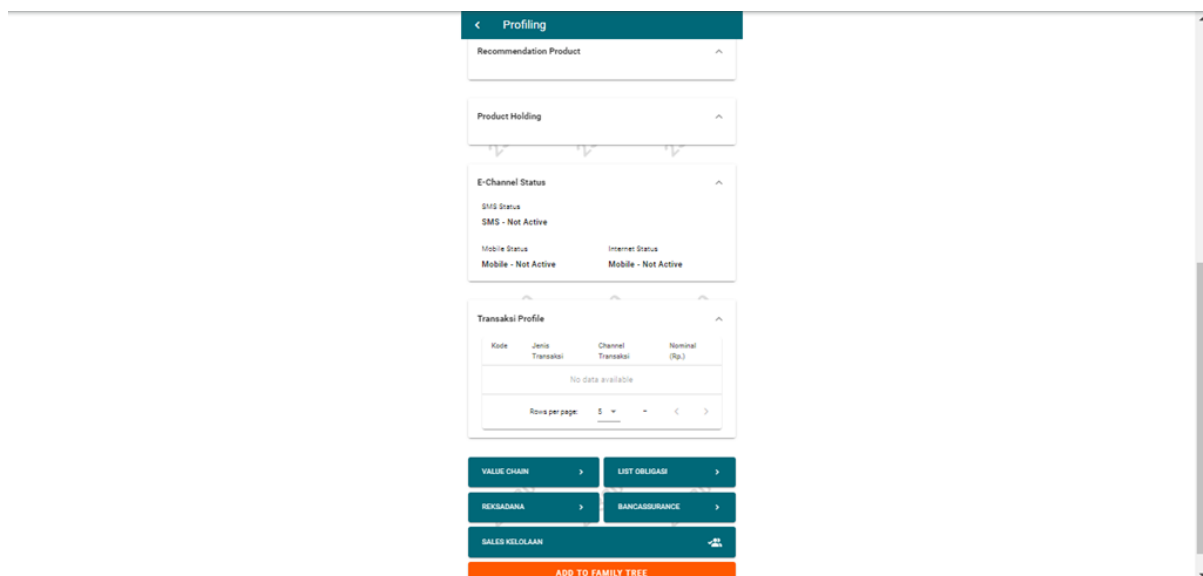 Profiling
Recommendation Product
Product Holding
E-Channel Status
SMS Status
SMS - Not Active
Mobile Status Internet Status
Mobile - Not Active Mobile - Not Active
Transaksi Profile
Kode Jenis Channel Nominal
Transaksi Transaksi (Rp.)
No data available
Rows per page: 5 -
VALUE CHAIN LIST OBLIGASI
REKSADANA BANCASSURANCE
SALES KELOLAAN
ADD TO FAMILY TREE